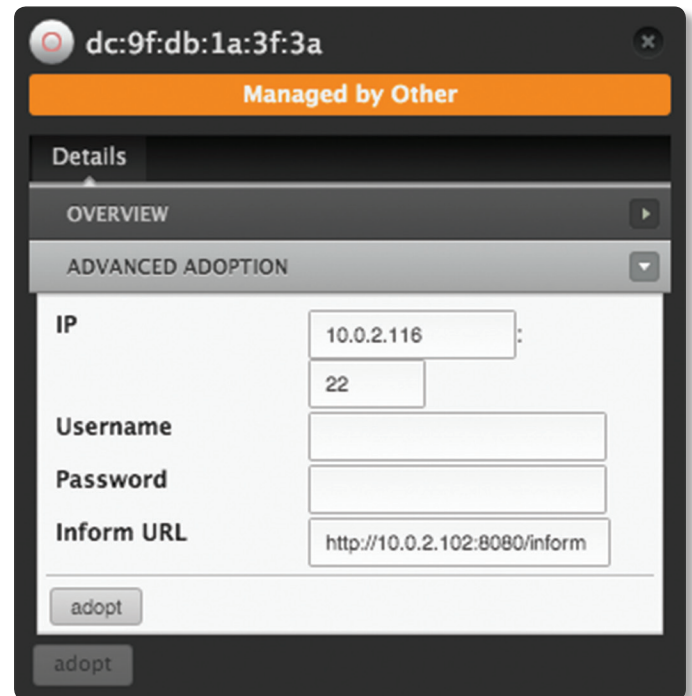 dc:9f:db:1a:3f:3a
Managed by Other
Details
OVERVIEW
ADVANCED ADOPTION
IP
10.0.2.116 :
22
Username
Password
Inform URL
http://10.0.2.102:8080/inform
adopt
adopt